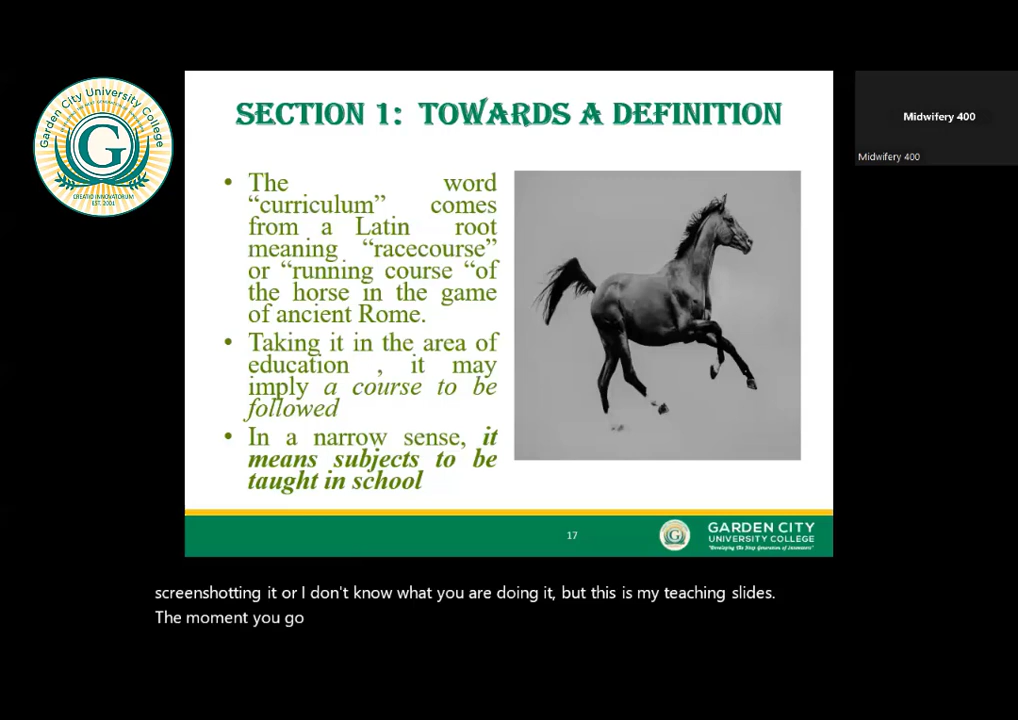 Garden City University College
G
CREATIO INNOVATORUM
EST. 2001
SECTION 1: TOWARDS A DEFINITION
Midwifery 400
Midwifery 400
• The word
“curriculum” comes
from a Latin root
meaning “racecourse”
or “running course “of
the horse in the game
of ancient Rome.
• Taking it in the area of
education , it may
imply a course to be
followed
• In a narrow sense, it
means subjects to be
taught in school
17
G
GARDEN CITY
UNIVERSITY COLLEGE
"Developing The Next Generation of Innovators"
screenshotting it or I don't know what you are doing it, but this is my teaching slides.
The moment you go